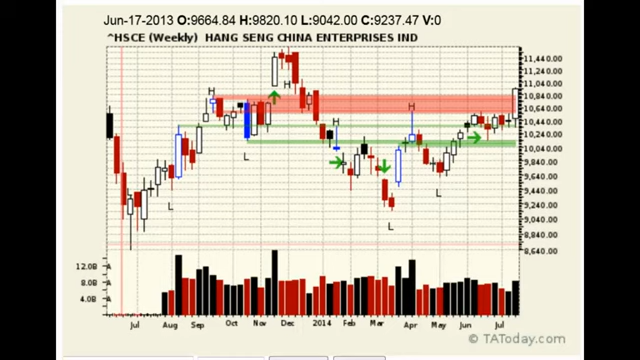 Jun-17-2013 O:9664.84 H:9820.10 L:9042.00 C:9237.47 V:0
^HSCE (Weekly) HANG SENG CHINA ENTERPRISES IND
11,440.00
11,240.00
11,040.00
10,840.00
10,640.00
10,440.00
10,240.00
10,040.00
9,840.00
9,640.00
9,440.00
9,240.00
9,040.00
8,840.00
8,640.00
H
H
H
H
L
L
L
L
L
12.0B
8.0B
4.0B
Jul Aug Sep Oct Nov Dec 2014 Feb Mar Apr May Jun Jul
© TAToday.com